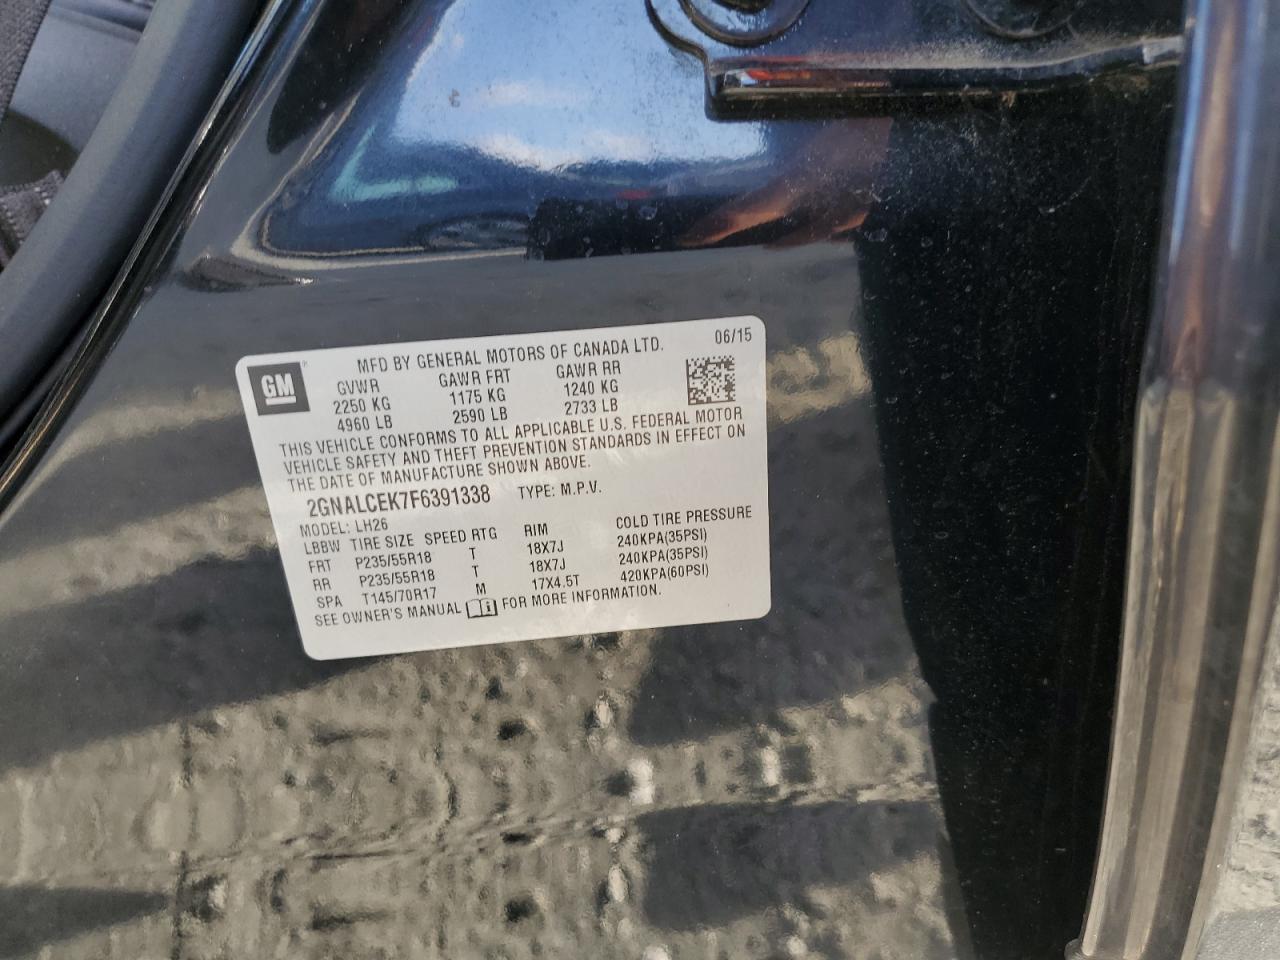 MFD BY GENERAL MOTORS OF CANADA LTD. 06/15
GM
GVWR GAWR FRT GAWR RR
2250 KG 1175 KG 1240 KG
4960 LB 2590 LB 2733 LB
THIS VEHICLE CONFORMS TO ALL APPLICABLE U.S. FEDERAL MOTOR
VEHICLE SAFETY AND THEFT PREVENTION STANDARDS IN EFFECT ON
THE DATE OF MANUFACTURE SHOWN ABOVE.
2GNALCEK7F6391338 TYPE: M.P.V.
MODEL: LH26
LBBW TIRE SIZE SPEED RTG RIM COLD TIRE PRESSURE
FRT P235/55R18 T 18X7J 240KPA(35PSI)
RR P235/55R18 T 18X7J 240KPA(35PSI)
SPA T145/70R17 M 17X4.5T 420KPA(60PSI)
SEE OWNER'S MANUAL FOR MORE INFORMATION.